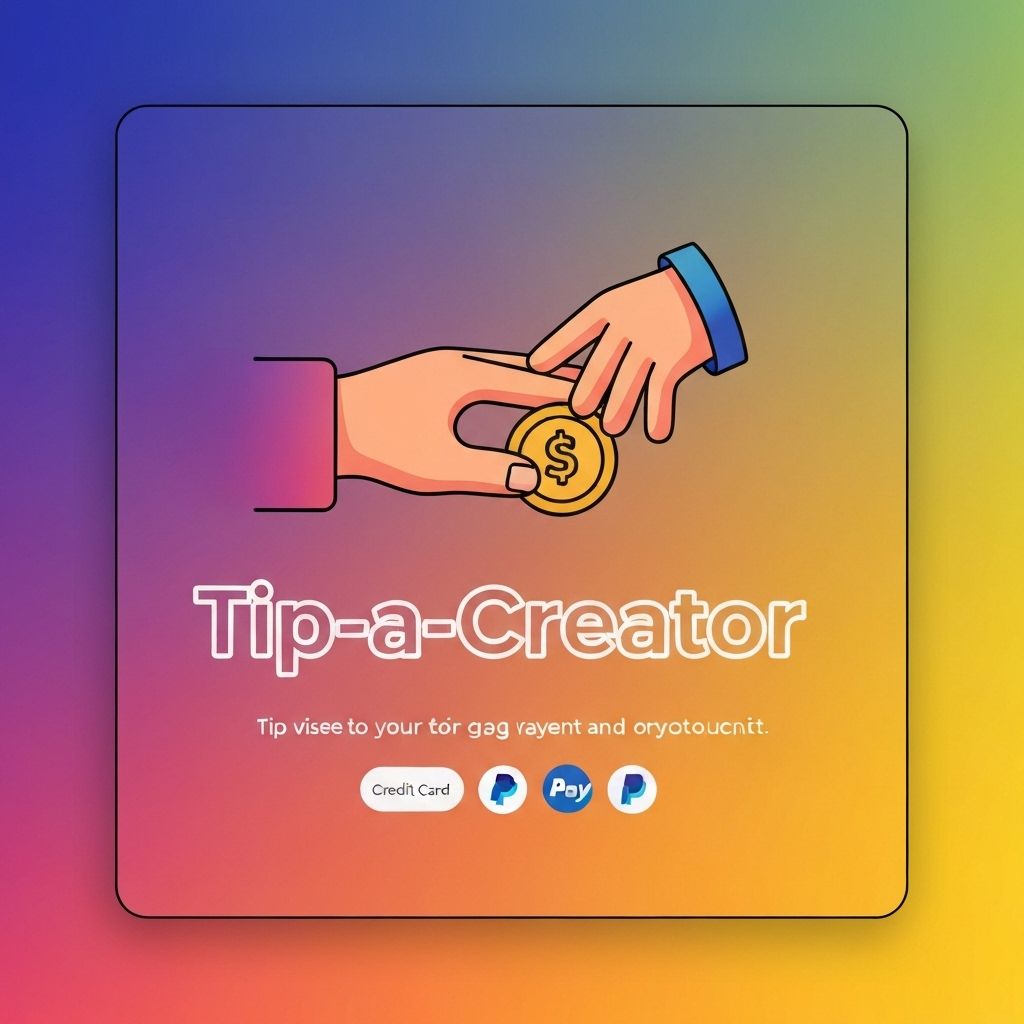 $
Tip-a-Creator
Tip visee to your tór gag vayent and oryotoucnit.
Credit Card
Pay